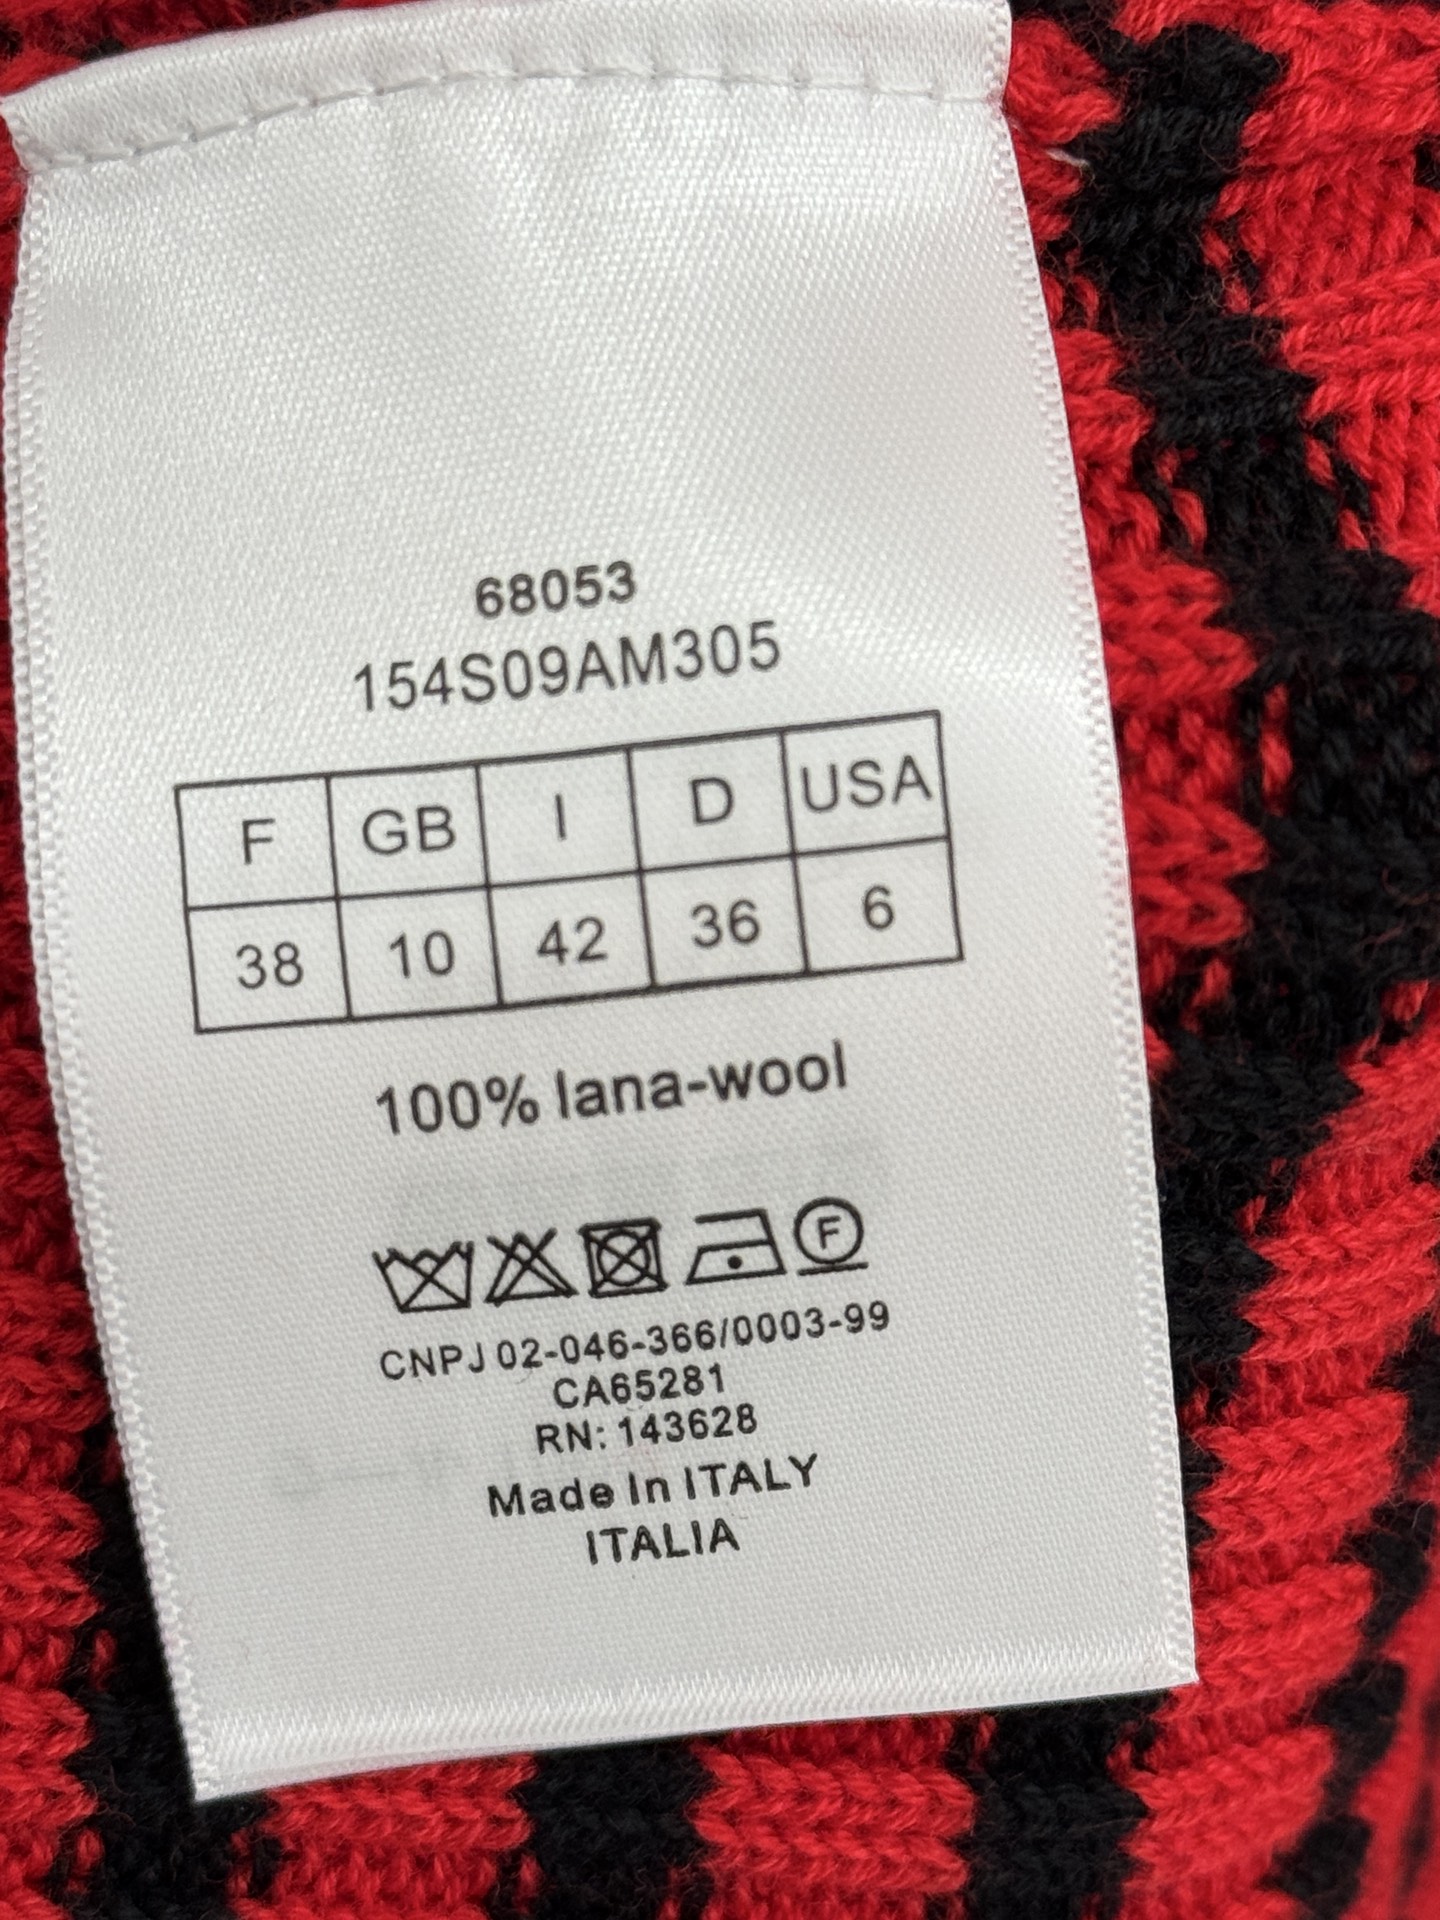 68053
154S09AM305
F GB I D USA
38 10 42 36 6
100% lana-wool
F
CNPJ 02-046-366/0003-99
CA65281
RN: 143628
Made In ITALY
ITALIA